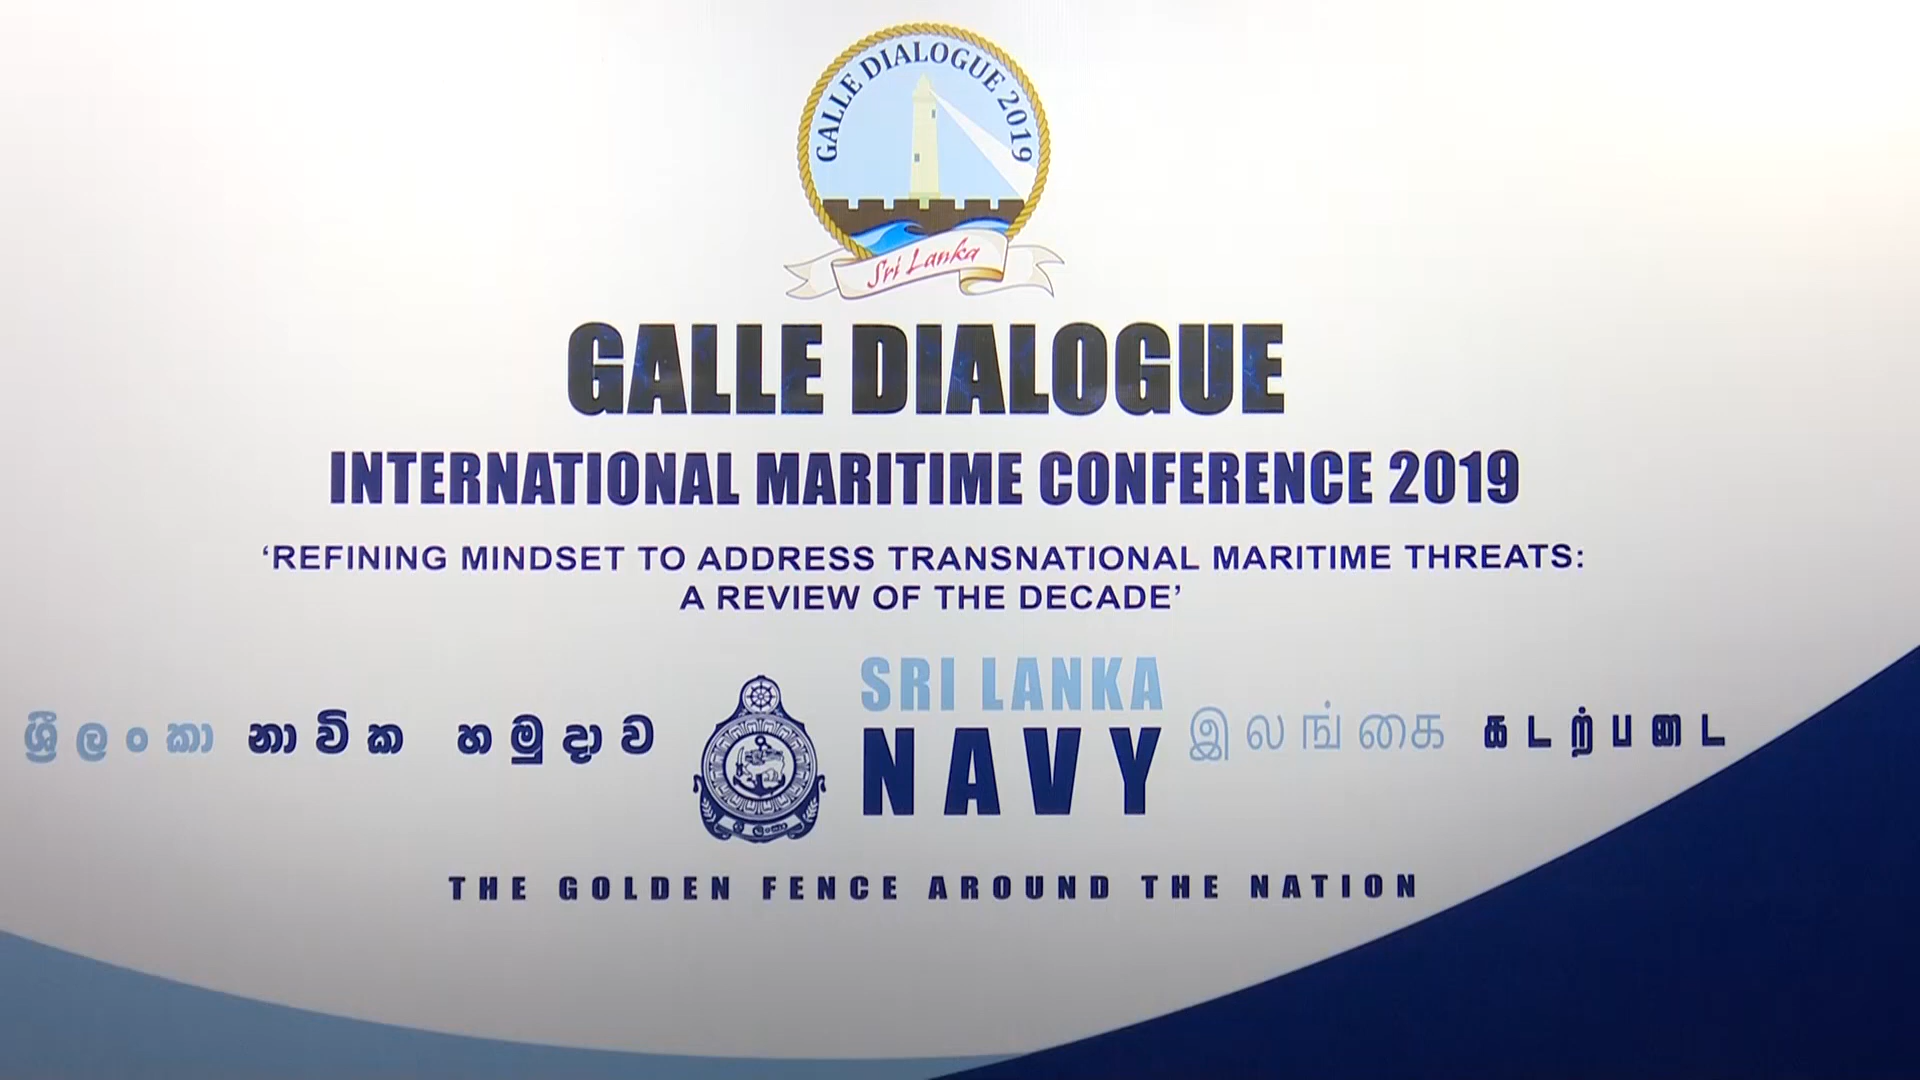 GALLE DIALOGUE 2019
Sri Lanka
GALLE DIALOGUE
INTERNATIONAL MARITIME CONFERENCE 2019
‘REFINING MINDSET TO ADDRESS TRANSNATIONAL MARITIME THREATS:
A REVIEW OF THE DECADE’
ශ්‍රී ලංකා නාවික හමුදාව
ශ්‍රී ලංකා
SRI LANKA
NAVY
இலங்கை கடற்படை
THE GOLDEN FENCE AROUND THE NATION